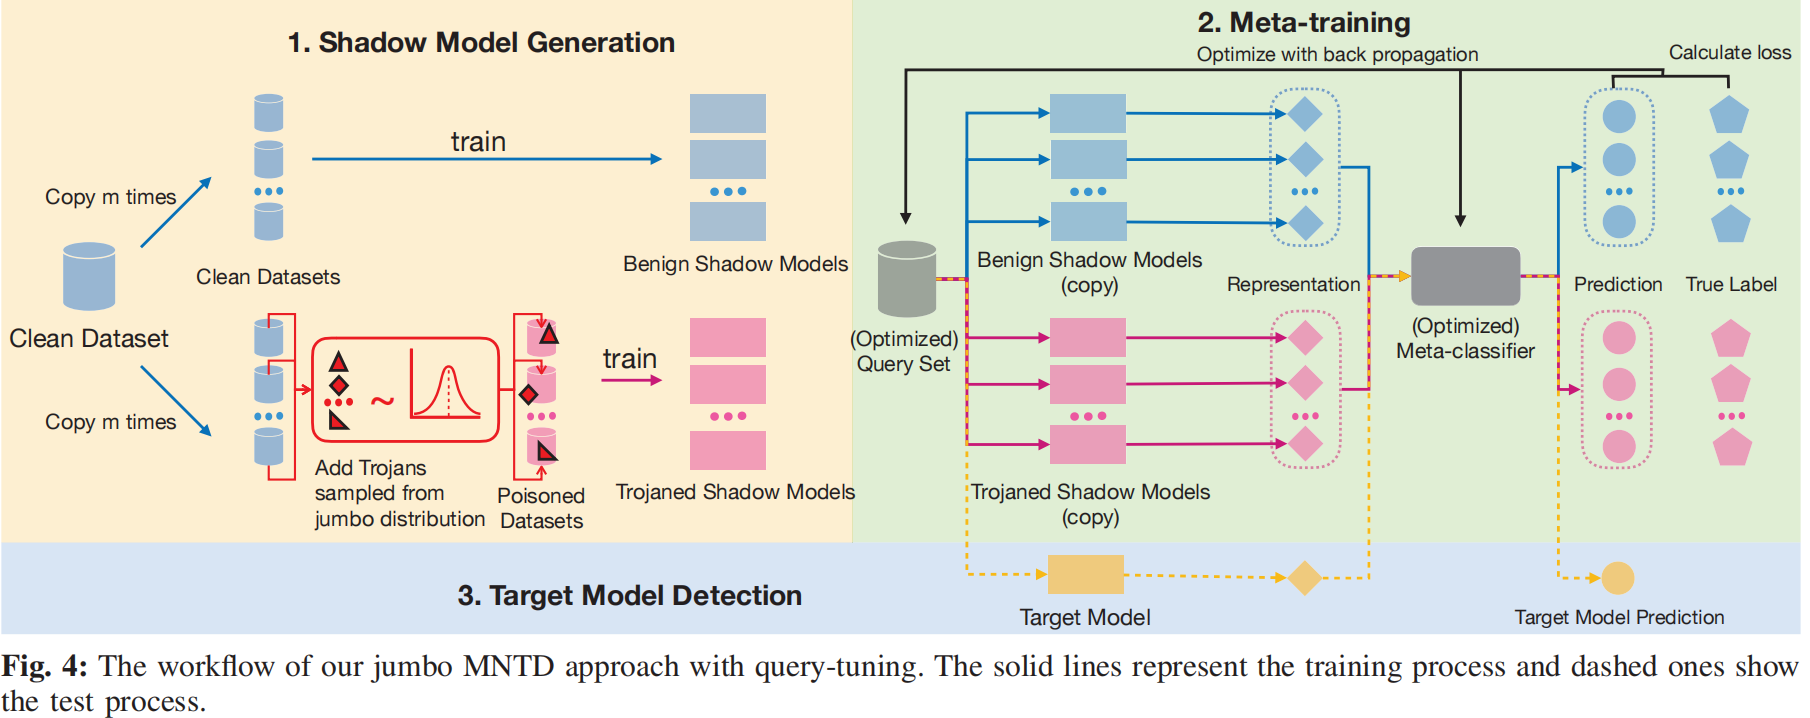 1. Shadow Model Generation
train
Copy m times
Clean Datasets
Benign Shadow Models
Clean Dataset
Copy m times
~
train
Add Trojans
sampled from
jumbo distribution
Poisoned
Datasets
Trojaned Shadow Models
2. Meta-training
Optimize with back propagation
Calculate loss
Benign Shadow Models
(copy)
Representation
Prediction
True Label
(Optimized)
Query Set
(Optimized)
Meta-classifier
Trojaned Shadow Models
(copy)
3. Target Model Detection
Target Model
Target Model Prediction
Fig. 4: The workflow of our jumbo MNTD approach with query-tuning. The solid lines represent the training process and dashed ones show
the test process.